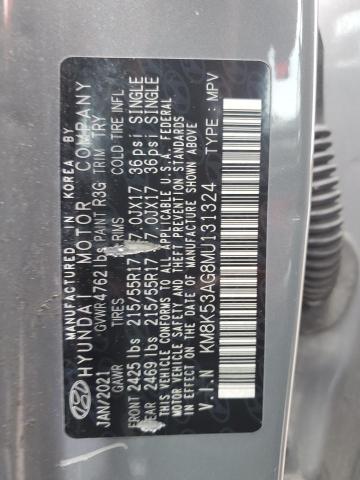 MANUFACTURED IN KOREA BY
HYUNDAI MOTOR COMPANY
JAN/2021 GVWR 4762 lbs PAINT R3G TRIM TRY
GAWR TIRES RIMS COLD TIRE INFL
FRONT 2425 lbs 215/55R17 7.0JX17 36psi SINGLE
REAR 2469 lbs 215/55R17 7.0JX17 36psi SINGLE
THIS VEHICLE CONFORMS TO ALL APPLICABLE U.S.A. FEDERAL
MOTOR VEHICLE SAFETY AND THEFT PREVENTION STANDARDS
IN EFFECT ON THE DATE OF MANUFACTURE SHOWN ABOVE.
V.I.N KM8K53AG8MU131324 TYPE: MPV